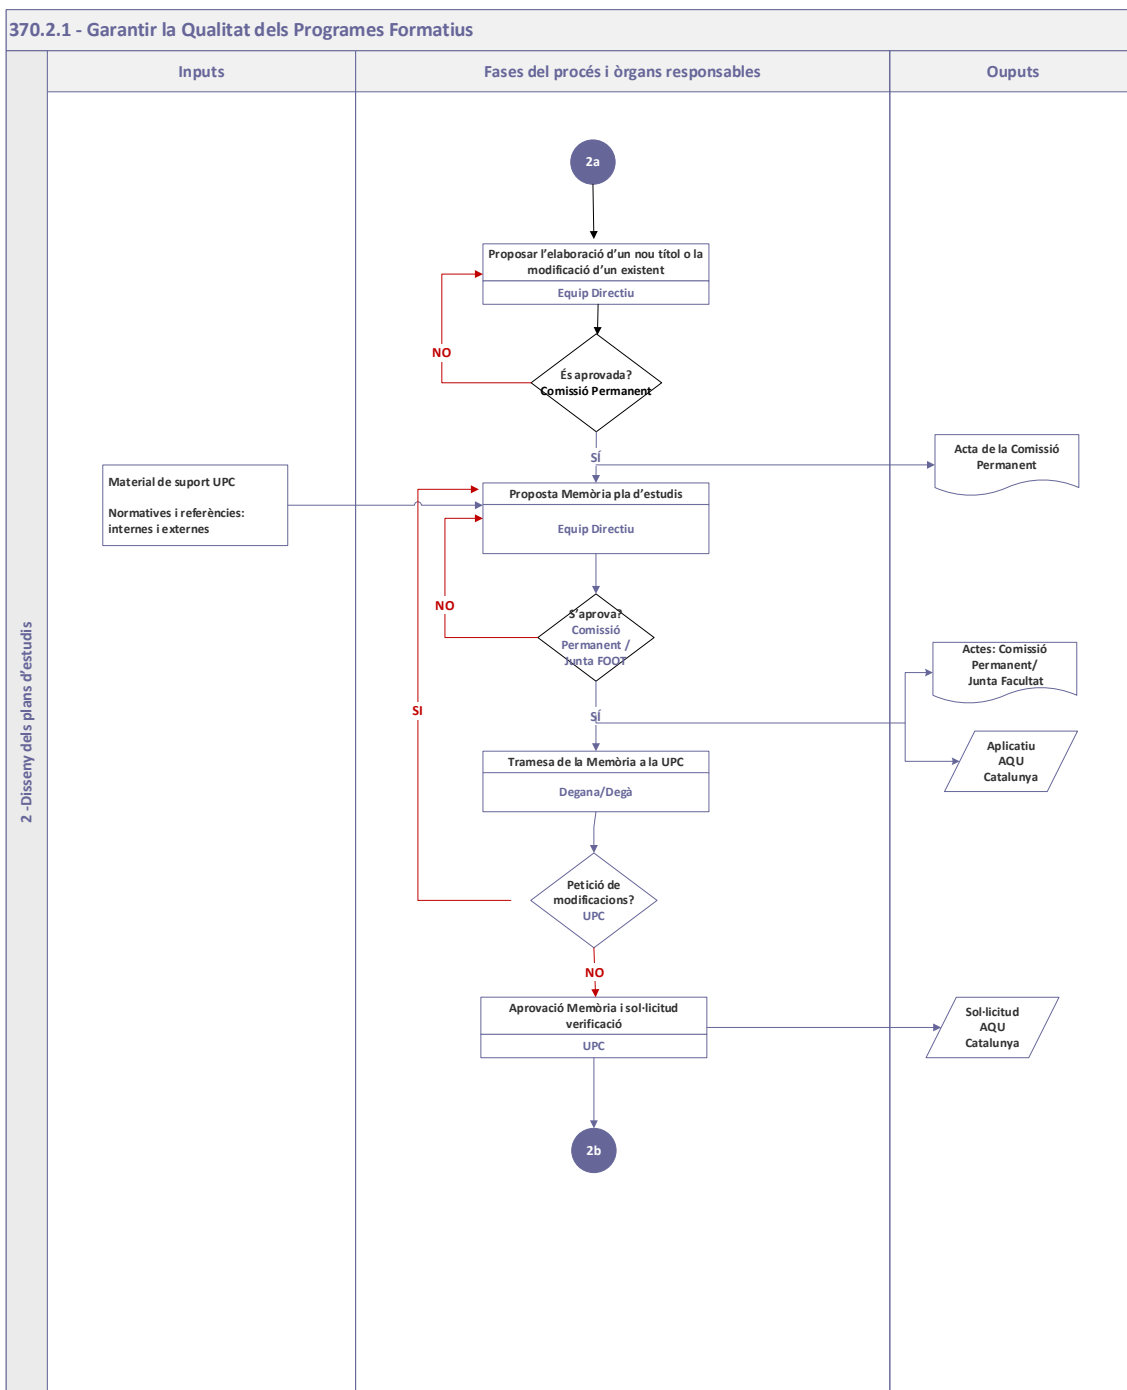 370.2.1 - Garantir la Qualitat dels Programes Formatius
Inputs
Fases del procés i òrgans responsables
Ouputs
2 -Disseny dels plans d'estudis
2a
Proposar l'elaboració d'un nou títol o la
modificació d'un existent
Equip Directiu
NO
És aprovada?
Comissió Permanent
SÍ
Acta de la Comissió
Permanent
Material de suport UPC
Normatives i referències:
internes i externes
Proposta Memòria pla d'estudis
Equip Directiu
NO
S'aprova?
Comissió
Permanent /
Junta FOOT
Actes: Comissió
Permanent/
Junta Facultat
SI
SÍ
Tramesa de la Memòria a la UPC
Degana/Degà
Aplicatiu
AQU
Catalunya
Petició de
modificacions?
UPC
NO
Aprovació Memòria i sol·licitud
verificació
UPC
Sol·licitud
AQU
Catalunya
2b